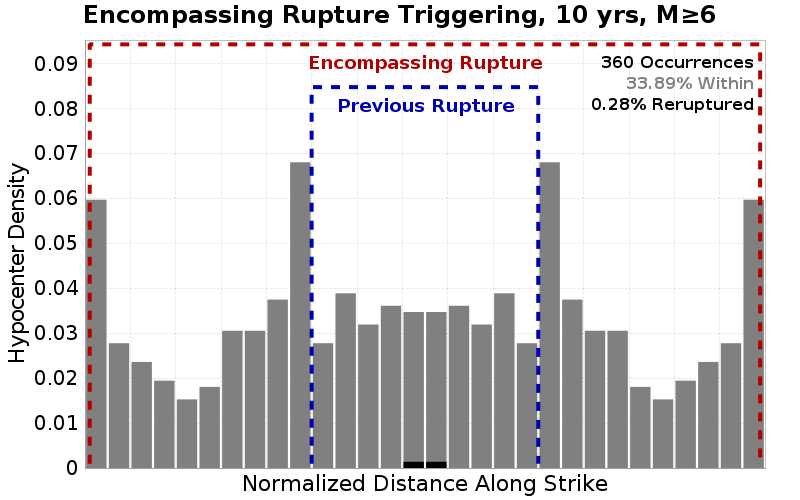 Encompassing Rupture Triggering, 10 yrs, M≥6
Encompassing Rupture
360 Occurrences
33.89% Within
Previous Rupture
0.28% Reruptured
Hypocenter Density
0.09
0.08
0.07
0.06
0.05
0.04
0.03
0.02
0.01
0
Normalized Distance Along Strike